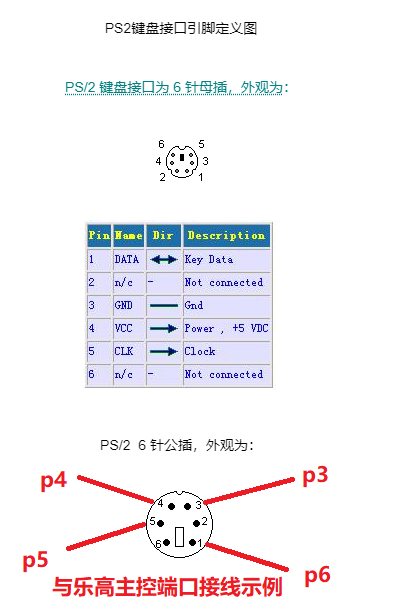 PS2键盘接口引脚定义图
PS/2 键盘接口为 6 针母插，外观为：
6 5
4 3
2 1
Pin Name Dir Description
1 DATA Key Data
2 n/c - Not connected
3 GND Gnd
4 VCC Power , +5 VDC
5 CLK Clock
6 n/c - Not connected
PS/2 6 针公插，外观为：
p4 p3
4 3
5 2
6 1
p5 p6
与乐高主控端口接线示例